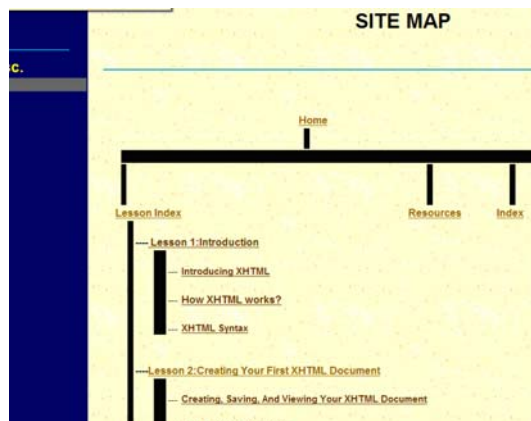 SITE MAP
sc.
Home
Lesson Index
Resources
Index
Lesson 1:Introduction
Introducing XHTML
How XHTML works?
XHTML Syntax
Lesson 2:Creating Your First XHTML Document
Creating, Saving, And Viewing Your XHTML Document